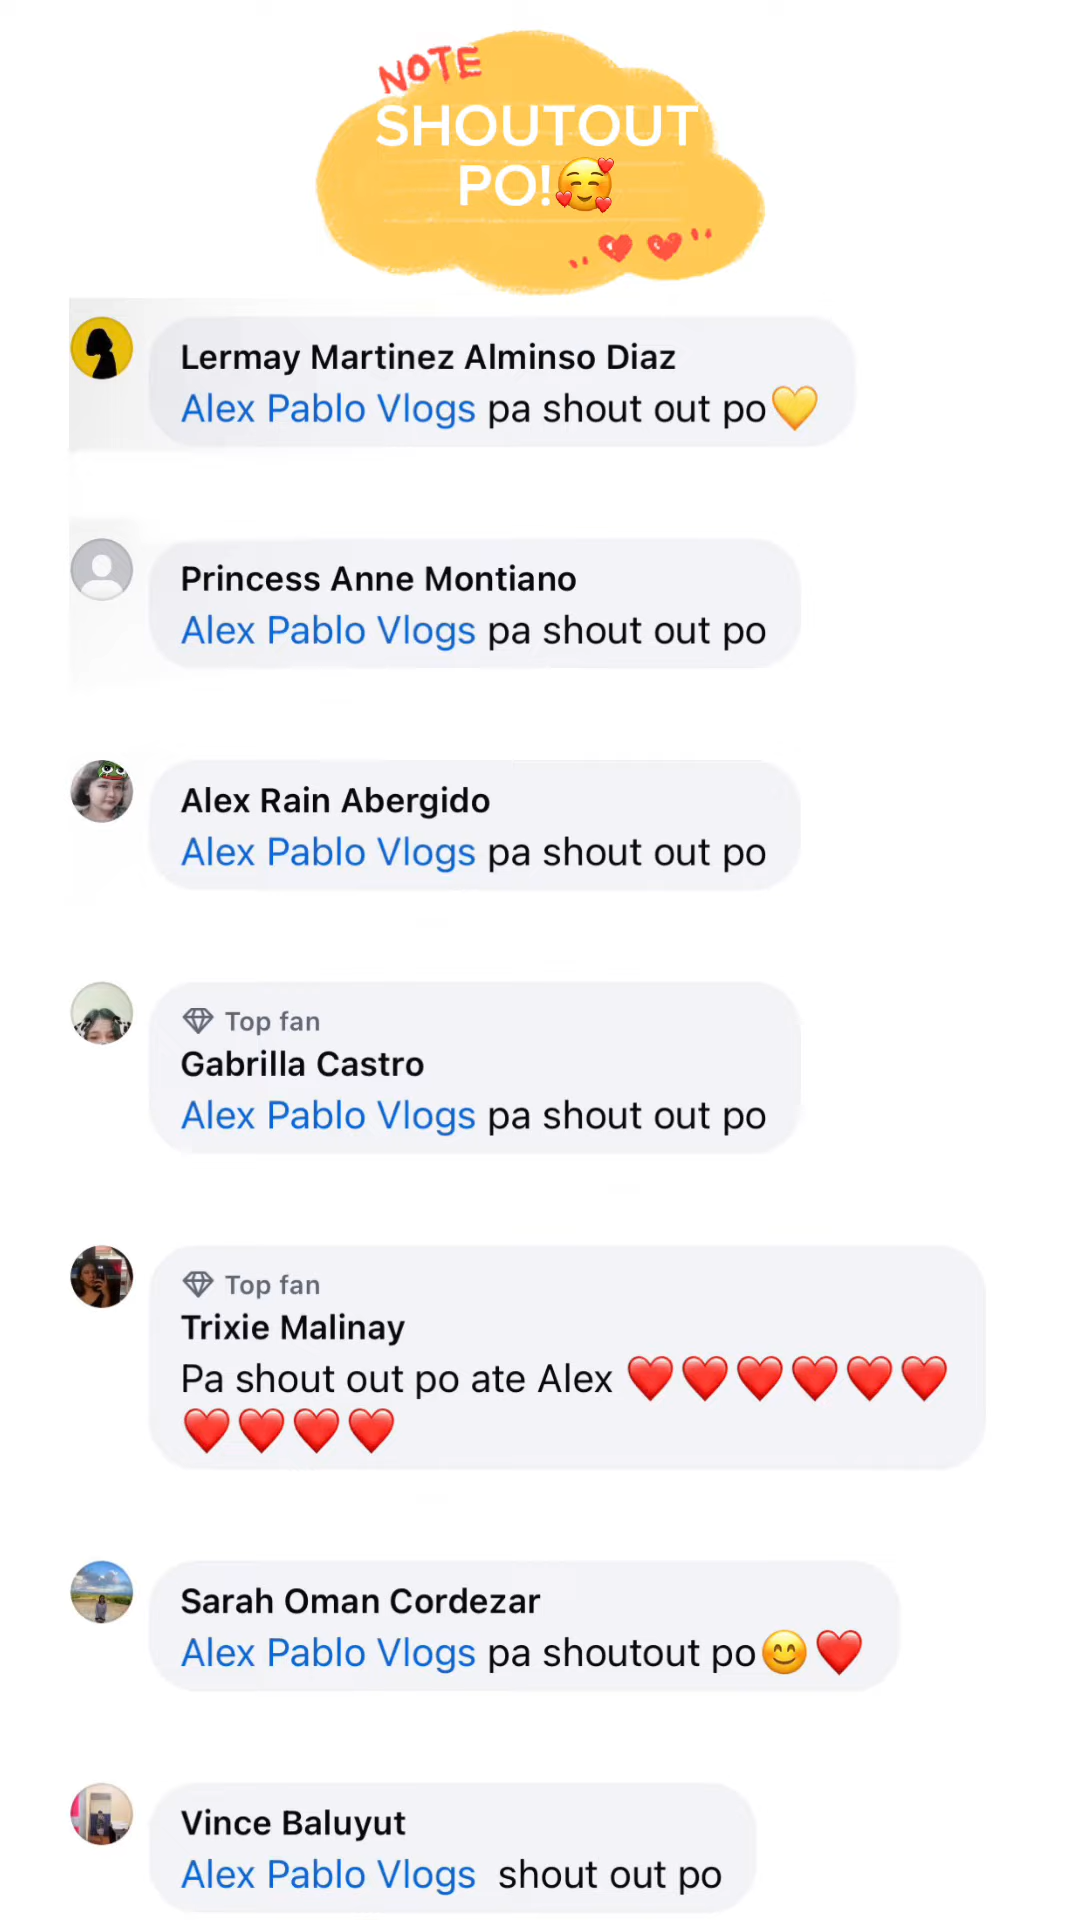 NOTE
SHOUTOUT
PO!🥰
Lermay Martinez Alminso Diaz
Alex Pablo Vlogs pa shout out po💛
Princess Anne Montiano
Alex Pablo Vlogs pa shout out po
Alex Rain Abergido
Alex Pablo Vlogs pa shout out po
Top fan
Gabrilla Castro
Alex Pablo Vlogs pa shout out po
Top fan
Trixie Malinay
Pa shout out po ate Alex ❤️❤️❤️❤️❤️❤️
❤️❤️❤️❤️
Sarah Oman Cordezar
Alex Pablo Vlogs pa shoutout po😊❤️
Vince Baluyut
Alex Pablo Vlogs  shout out po